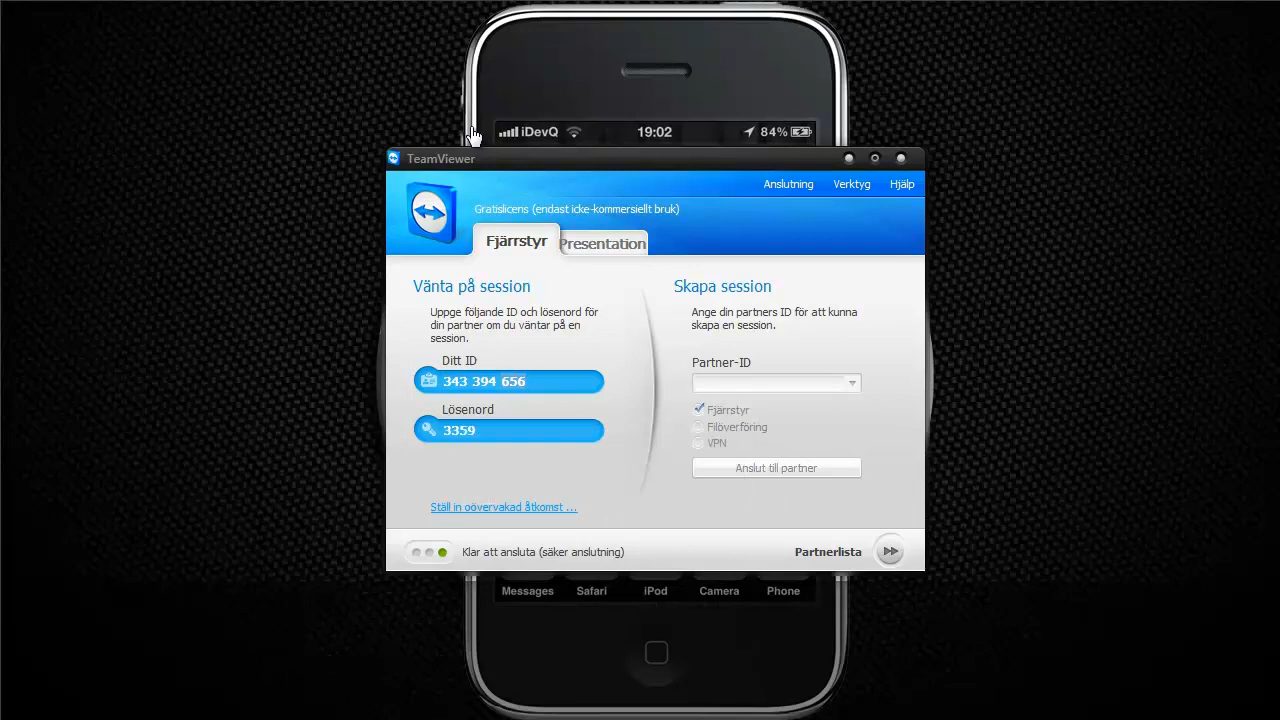 iDevQ 19:02 84%
TeamViewer
Anslutning Verktyg Hjälp
Gratislicens (endast icke-kommersiellt bruk)
Fjärrstyr Presentation
Vänta på session
Uppge följande ID och lösenord för
din partner om du väntar på en
session.
Ditt ID
343 394 656
Lösenord
3359
Ställ in oövervakad åtkomst ...
Skapa session
Ange din partners ID för att kunna
skapa en session.
Partner-ID
Fjärrstyr
Filöverföring
VPN
Anslut till partner
Klar att ansluta (säker anslutning)
Partnerlista
Messages Safari iPod Camera Phone